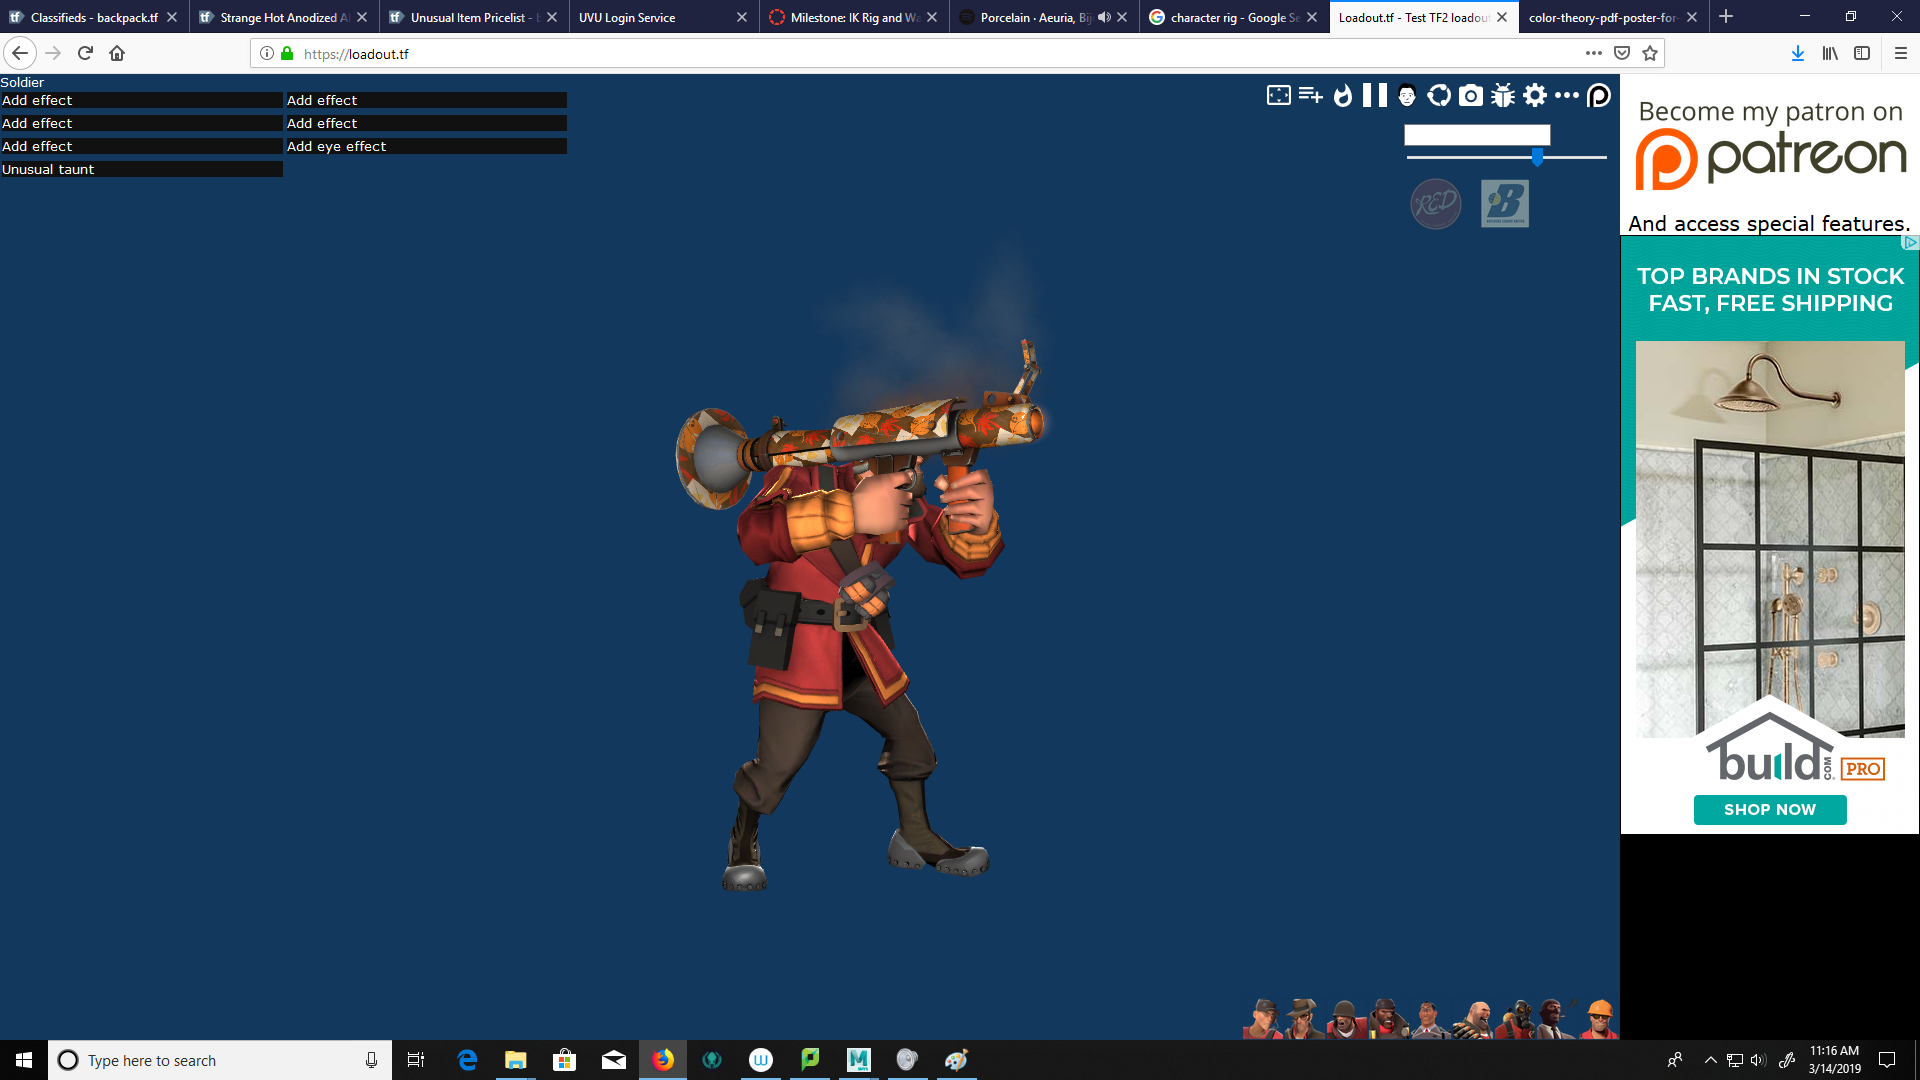 Classifieds - backpack.tf
Strange Hot Anodized A
Unusual Item Pricelist -
UVU Login Service
Milestone: IK Rig and Wa
Porcelain · Aeuria, Bij
character rig - Google Se
Loadout.tf - Test TF2 loadout
color-theory-pdf-poster-for-
https://loadout.tf
Soldier
Add effect
Add effect
Add effect
Add effect
Add effect
Add eye effect
Unusual taunt
RED
B
Become my patron on
patreon
And access special features.
TOP BRANDS IN STOCK
FAST, FREE SHIPPING
build.com PRO
SHOP NOW
Type here to search
11:16 AM
3/14/2019